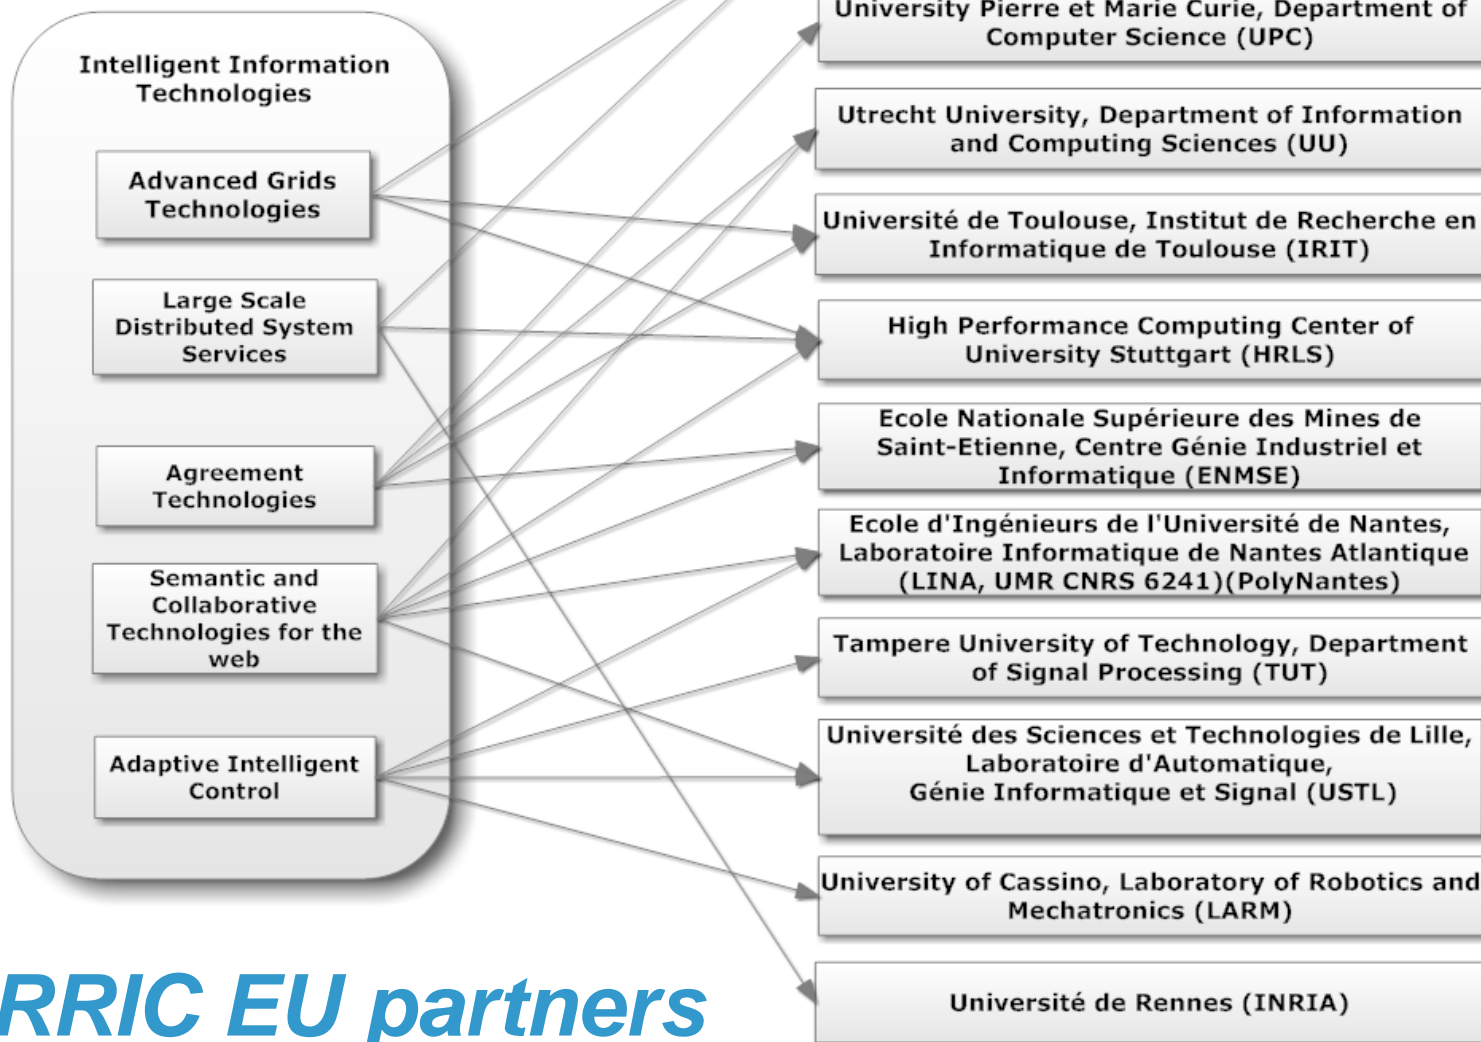 Intelligent Information
Technologies
Advanced Grids
Technologies
Large Scale
Distributed System
Services
Agreement
Technologies
Semantic and
Collaborative
Technologies for the
web
Adaptive Intelligent
Control
University Pierre et Marie Curie, Department of
Computer Science (UPC)
Utrecht University, Department of Information
and Computing Sciences (UU)
Université de Toulouse, Institut de Recherche en
Informatique de Toulouse (IRIT)
High Performance Computing Center of
University Stuttgart (HRLS)
Ecole Nationale Supérieure des Mines de
Saint-Etienne, Centre Génie Industriel et
Informatique (ENMSE)
Ecole d'Ingénieurs de l'Université de Nantes,
Laboratoire Informatique de Nantes Atlantique
(LINA, UMR CNRS 6241)(PolyNantes)
Tampere University of Technology, Department
of Signal Processing (TUT)
Université des Sciences et Technologies de Lille,
Laboratoire d'Automatique,
Génie Informatique et Signal (USTL)
University of Cassino, Laboratory of Robotics and
Mechatronics (LARM)
Université de Rennes (INRIA)
RRIC EU partners